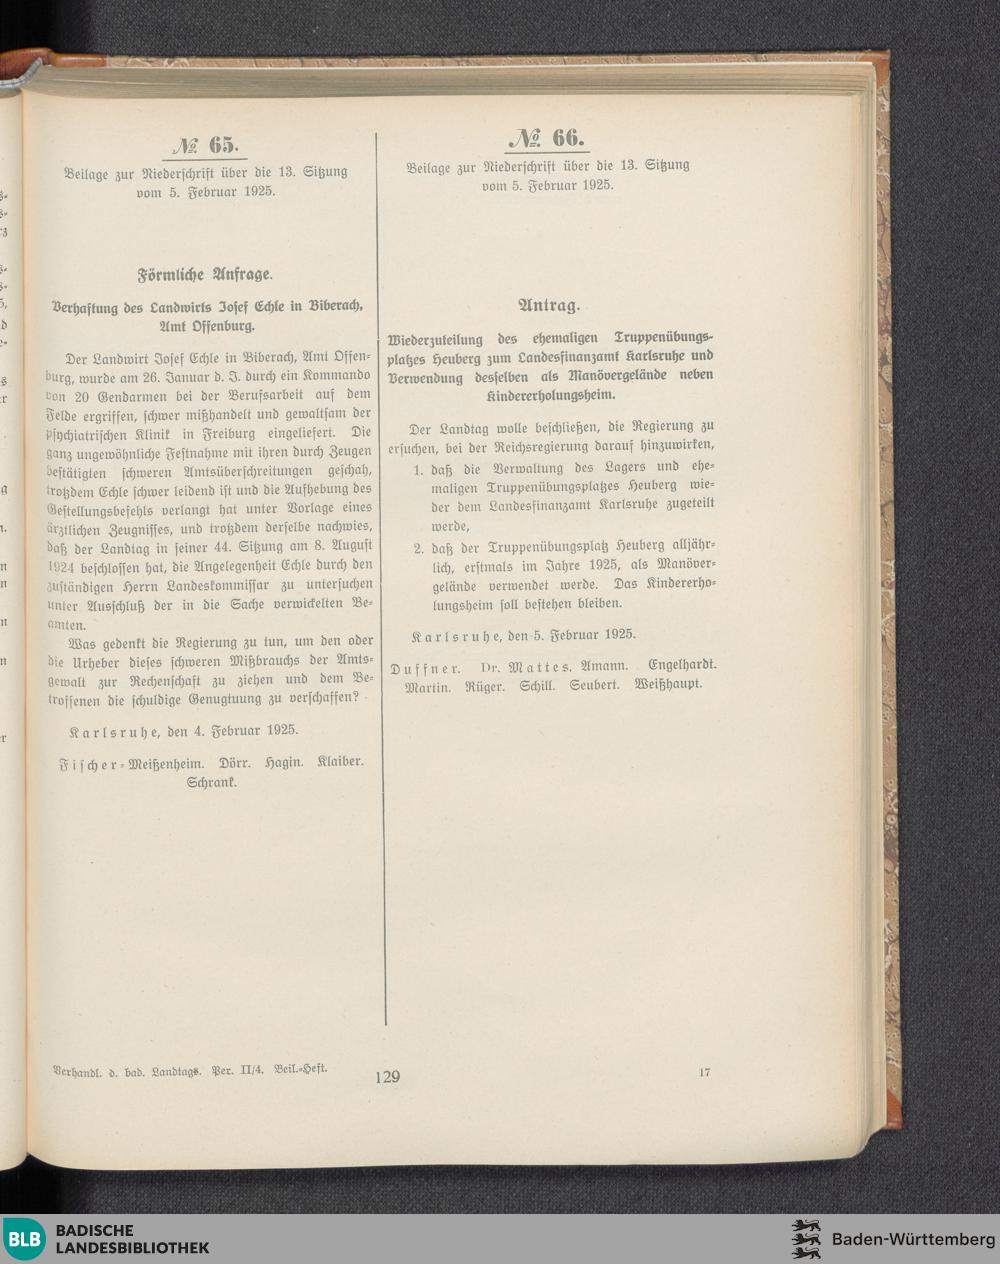 № 65.
Beilage zur Niederschrift über die 13. Sitzung
vom 5. Februar 1925.
Förmliche Anfrage.
Verhaftung des Landwirts Josef Echle in Biberach,
Amt Offenburg.
Der Landwirt Josef Echle in Biberach, Amt Offen-
burg, wurde am 26. Januar d. J. durch ein Kommando
von 20 Gendarmen bei der Berufsarbeit auf dem
Felde ergriffen, schwer mißhandelt und gewaltsam der
psychiatrischen Klinik in Freiburg eingeliefert. Die
ganz ungewöhnliche Festnahme mit ihren durch Zeugen
bestätigten schweren Amtsüberschreitungen geschah,
trotzdem Echle schwer leidend ist und die Aufhebung des
Gestellungsbefehls verlangt hat unter Vorlage eines
ärztlichen Zeugnisses, und trotzdem derselbe nachwies,
daß der Landtag in seiner 44. Sitzung am 8. August
1924 beschlossen hat, die Angelegenheit Echle durch den
zuständigen Herrn Landeskommissar zu untersuchen
unter Ausschluß der in die Sache verwickelten Be-
amten.
Was gedenkt die Regierung zu tun, um den oder
die Urheber dieses schweren Mißbrauchs der Amts-
gewalt zur Rechenschaft zu ziehen und dem Be-
troffenen die schuldige Genugtuung zu verschaffen?
Karlsruhe, den 4. Februar 1925.
Fischer-Meißenheim. Dörr. Hagin. Klaiber.
Schrank.
№ 66.
Beilage zur Niederschrift über die 13. Sitzung
vom 5. Februar 1925.
Antrag.
Wiederzuteilung des ehemaligen Truppenübungs-
platzes Heuberg zum Landesfinanzamt Karlsruhe und
Verwendung desselben als Manövergelände neben
Kindererholungsheim.
Der Landtag wolle beschließen, die Regierung zu
ersuchen, bei der Reichsregierung darauf hinzuwirken,
1. daß die Verwaltung des Lagers und ehe-
maligen Truppenübungsplatzes Heuberg wie-
der dem Landesfinanzamt Karlsruhe zugeteilt
werde,
2. daß der Truppenübungsplatz Heuberg alljähr-
lich, erstmals im Jahre 1925, als Manöver-
gelände verwendet werde. Das Kindererho-
lungsheim soll bestehen bleiben.
Karlsruhe, den 5. Februar 1925.
Duffner. Dr. Mattes. Amann. Engelhardt.
Martin. Rüger. Schill. Seubert. Weißhaupt.
Verhandl. d. bad. Landtags. Per. II/4. Beil.-Heft.
129
17
BLB
BADISCHE
LANDESBIBLIOTHEK
Baden-Württemberg